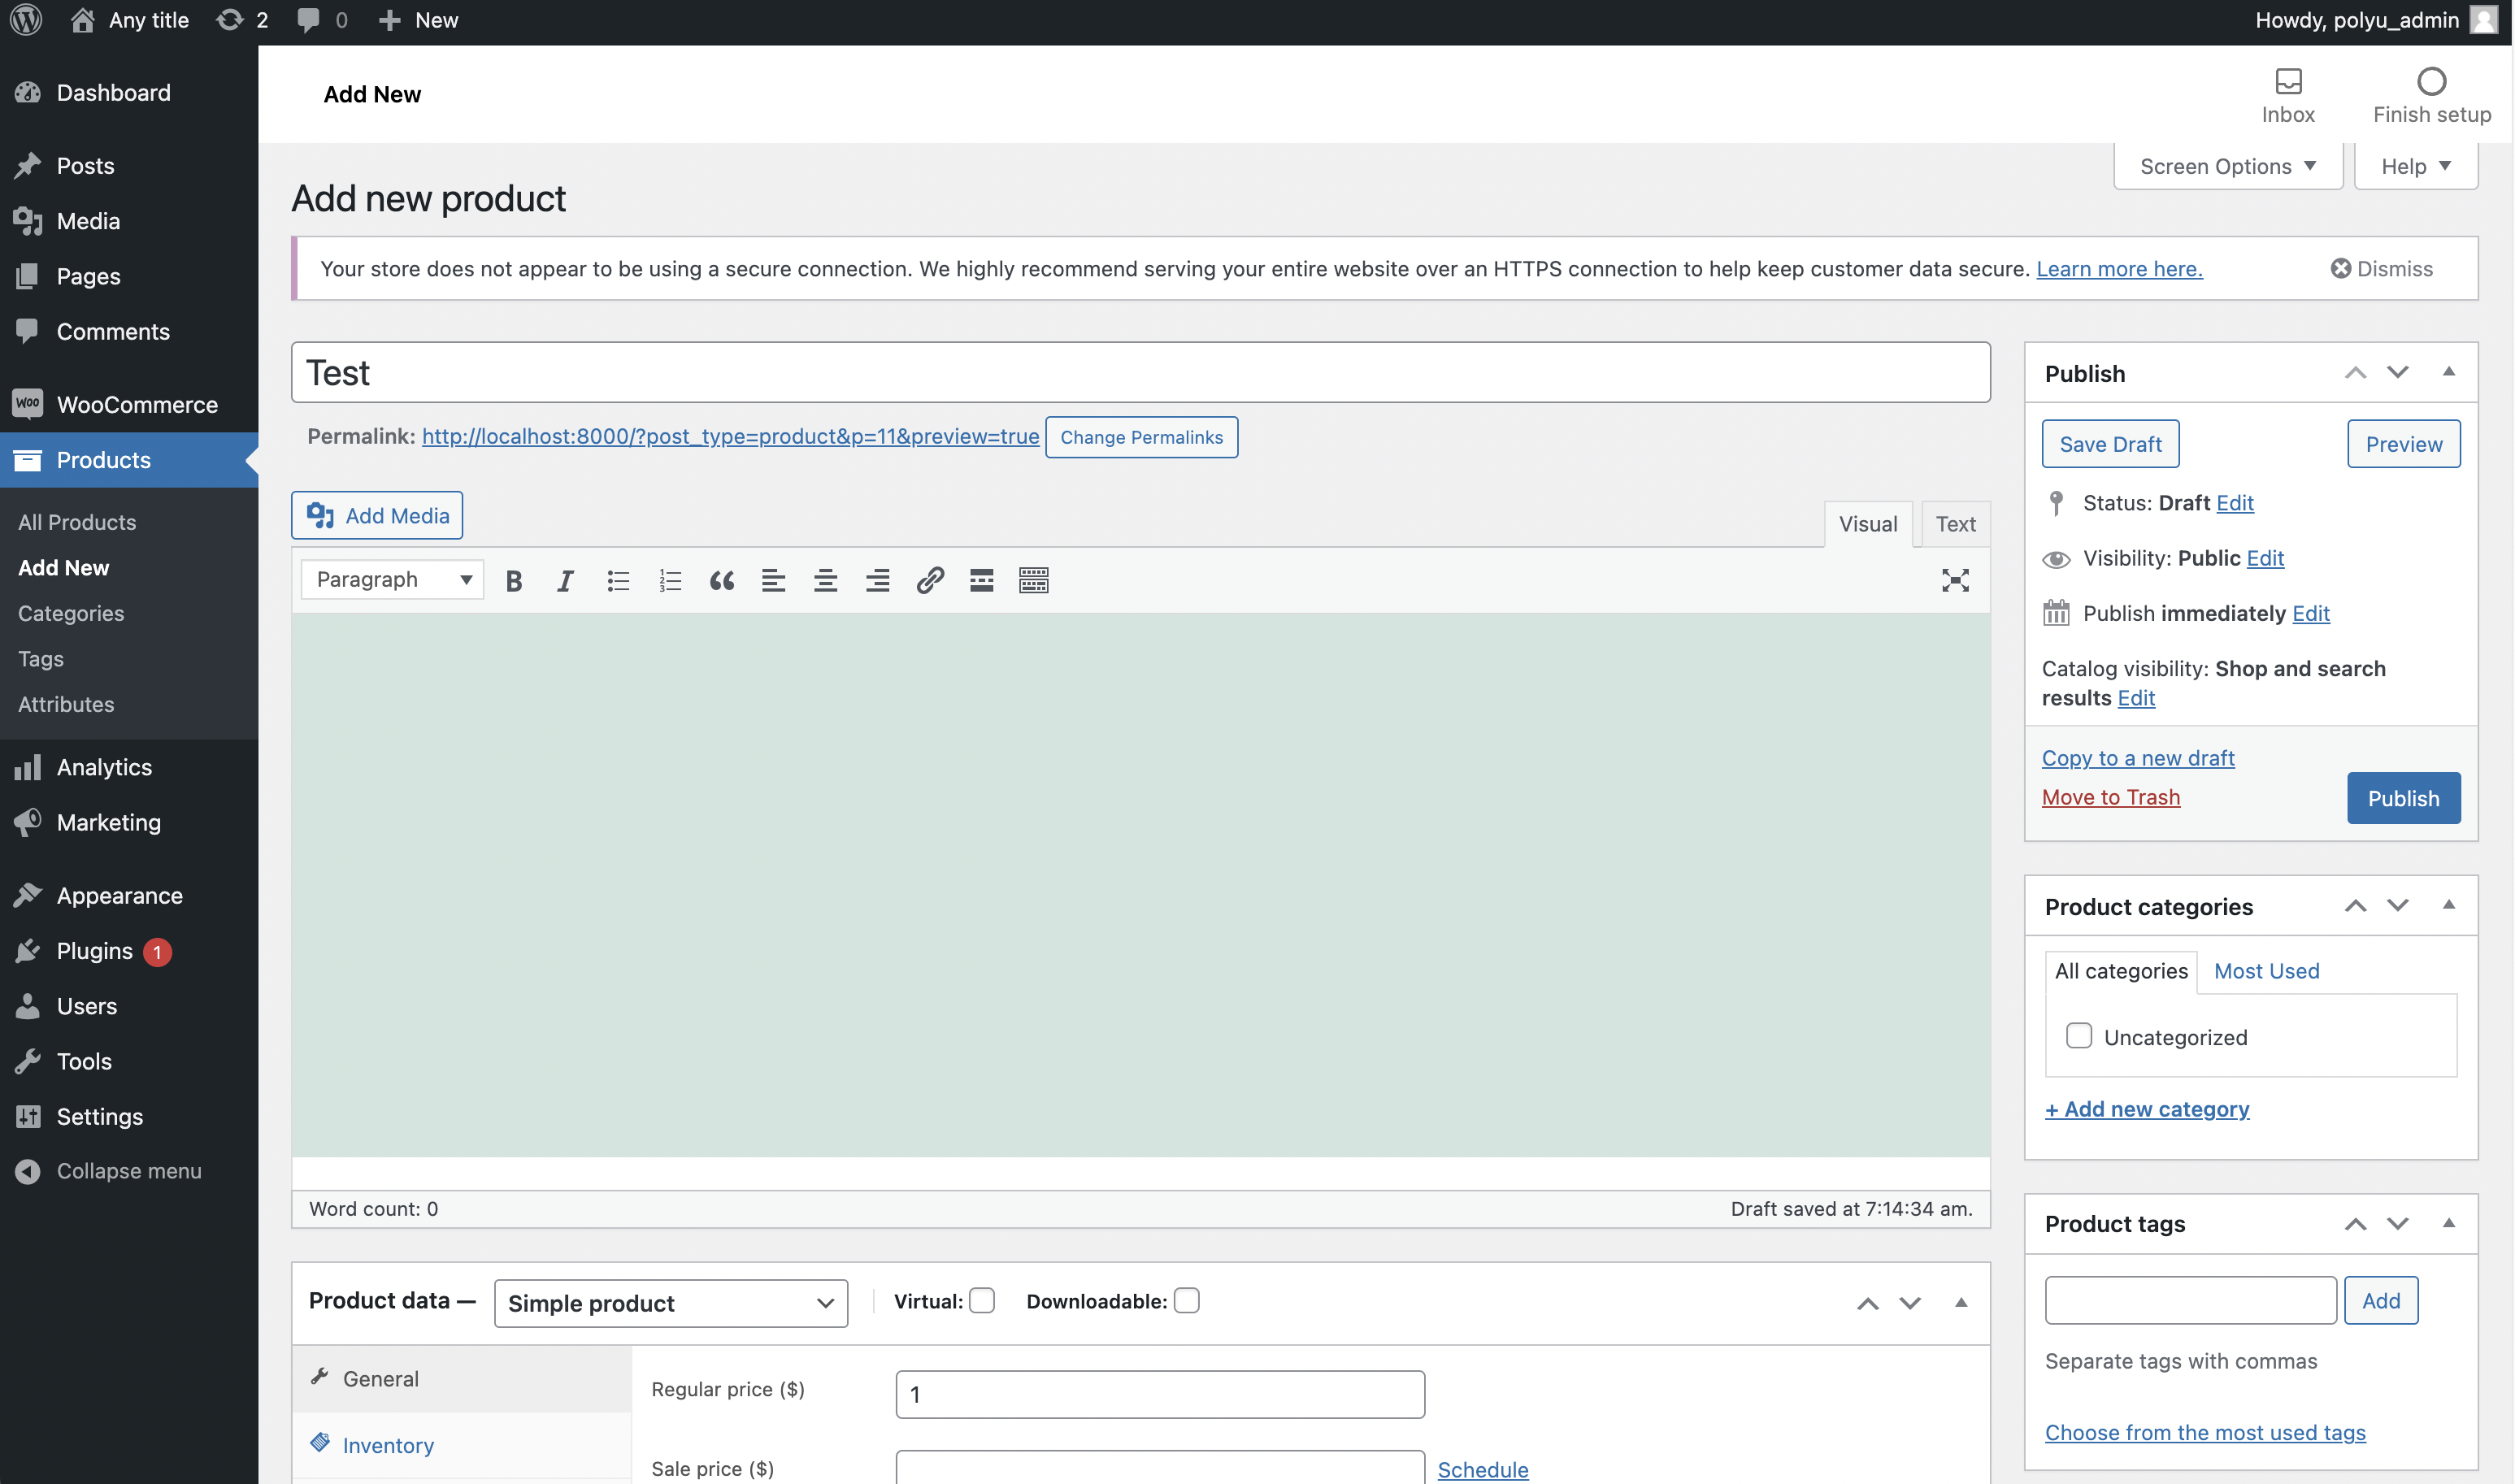 Any title 2 0 New Howdy, polyu_admin
Dashboard
Posts
Media
Pages
Comments
WooCommerce
Products
All Products
Add New
Categories
Tags
Attributes
Analytics
Marketing
Appearance
Plugins 1
Users
Tools
Settings
Collapse menu
Add New
Inbox
Finish setup
Screen Options
Help
Add new product
Your store does not appear to be using a secure connection. We highly recommend serving your entire website over an HTTPS connection to help keep customer data secure. Learn more here. Dismiss
Test
Permalink: http://localhost:8000/?post_type=product&p=11&preview=true Change Permalinks
Add Media
Visual Text
Paragraph
Word count: 0 Draft saved at 7:14:34 am.
Product data — Simple product Virtual: Downloadable:
General
Inventory
Regular price ($) 1
Sale price ($) Schedule
Publish
Save Draft Preview
Status: Draft Edit
Visibility: Public Edit
Publish immediately Edit
Catalog visibility: Shop and search
results Edit
Copy to a new draft
Move to Trash
Publish
Product categories
All categories Most Used
Uncategorized
+ Add new category
Product tags
Add
Separate tags with commas
Choose from the most used tags